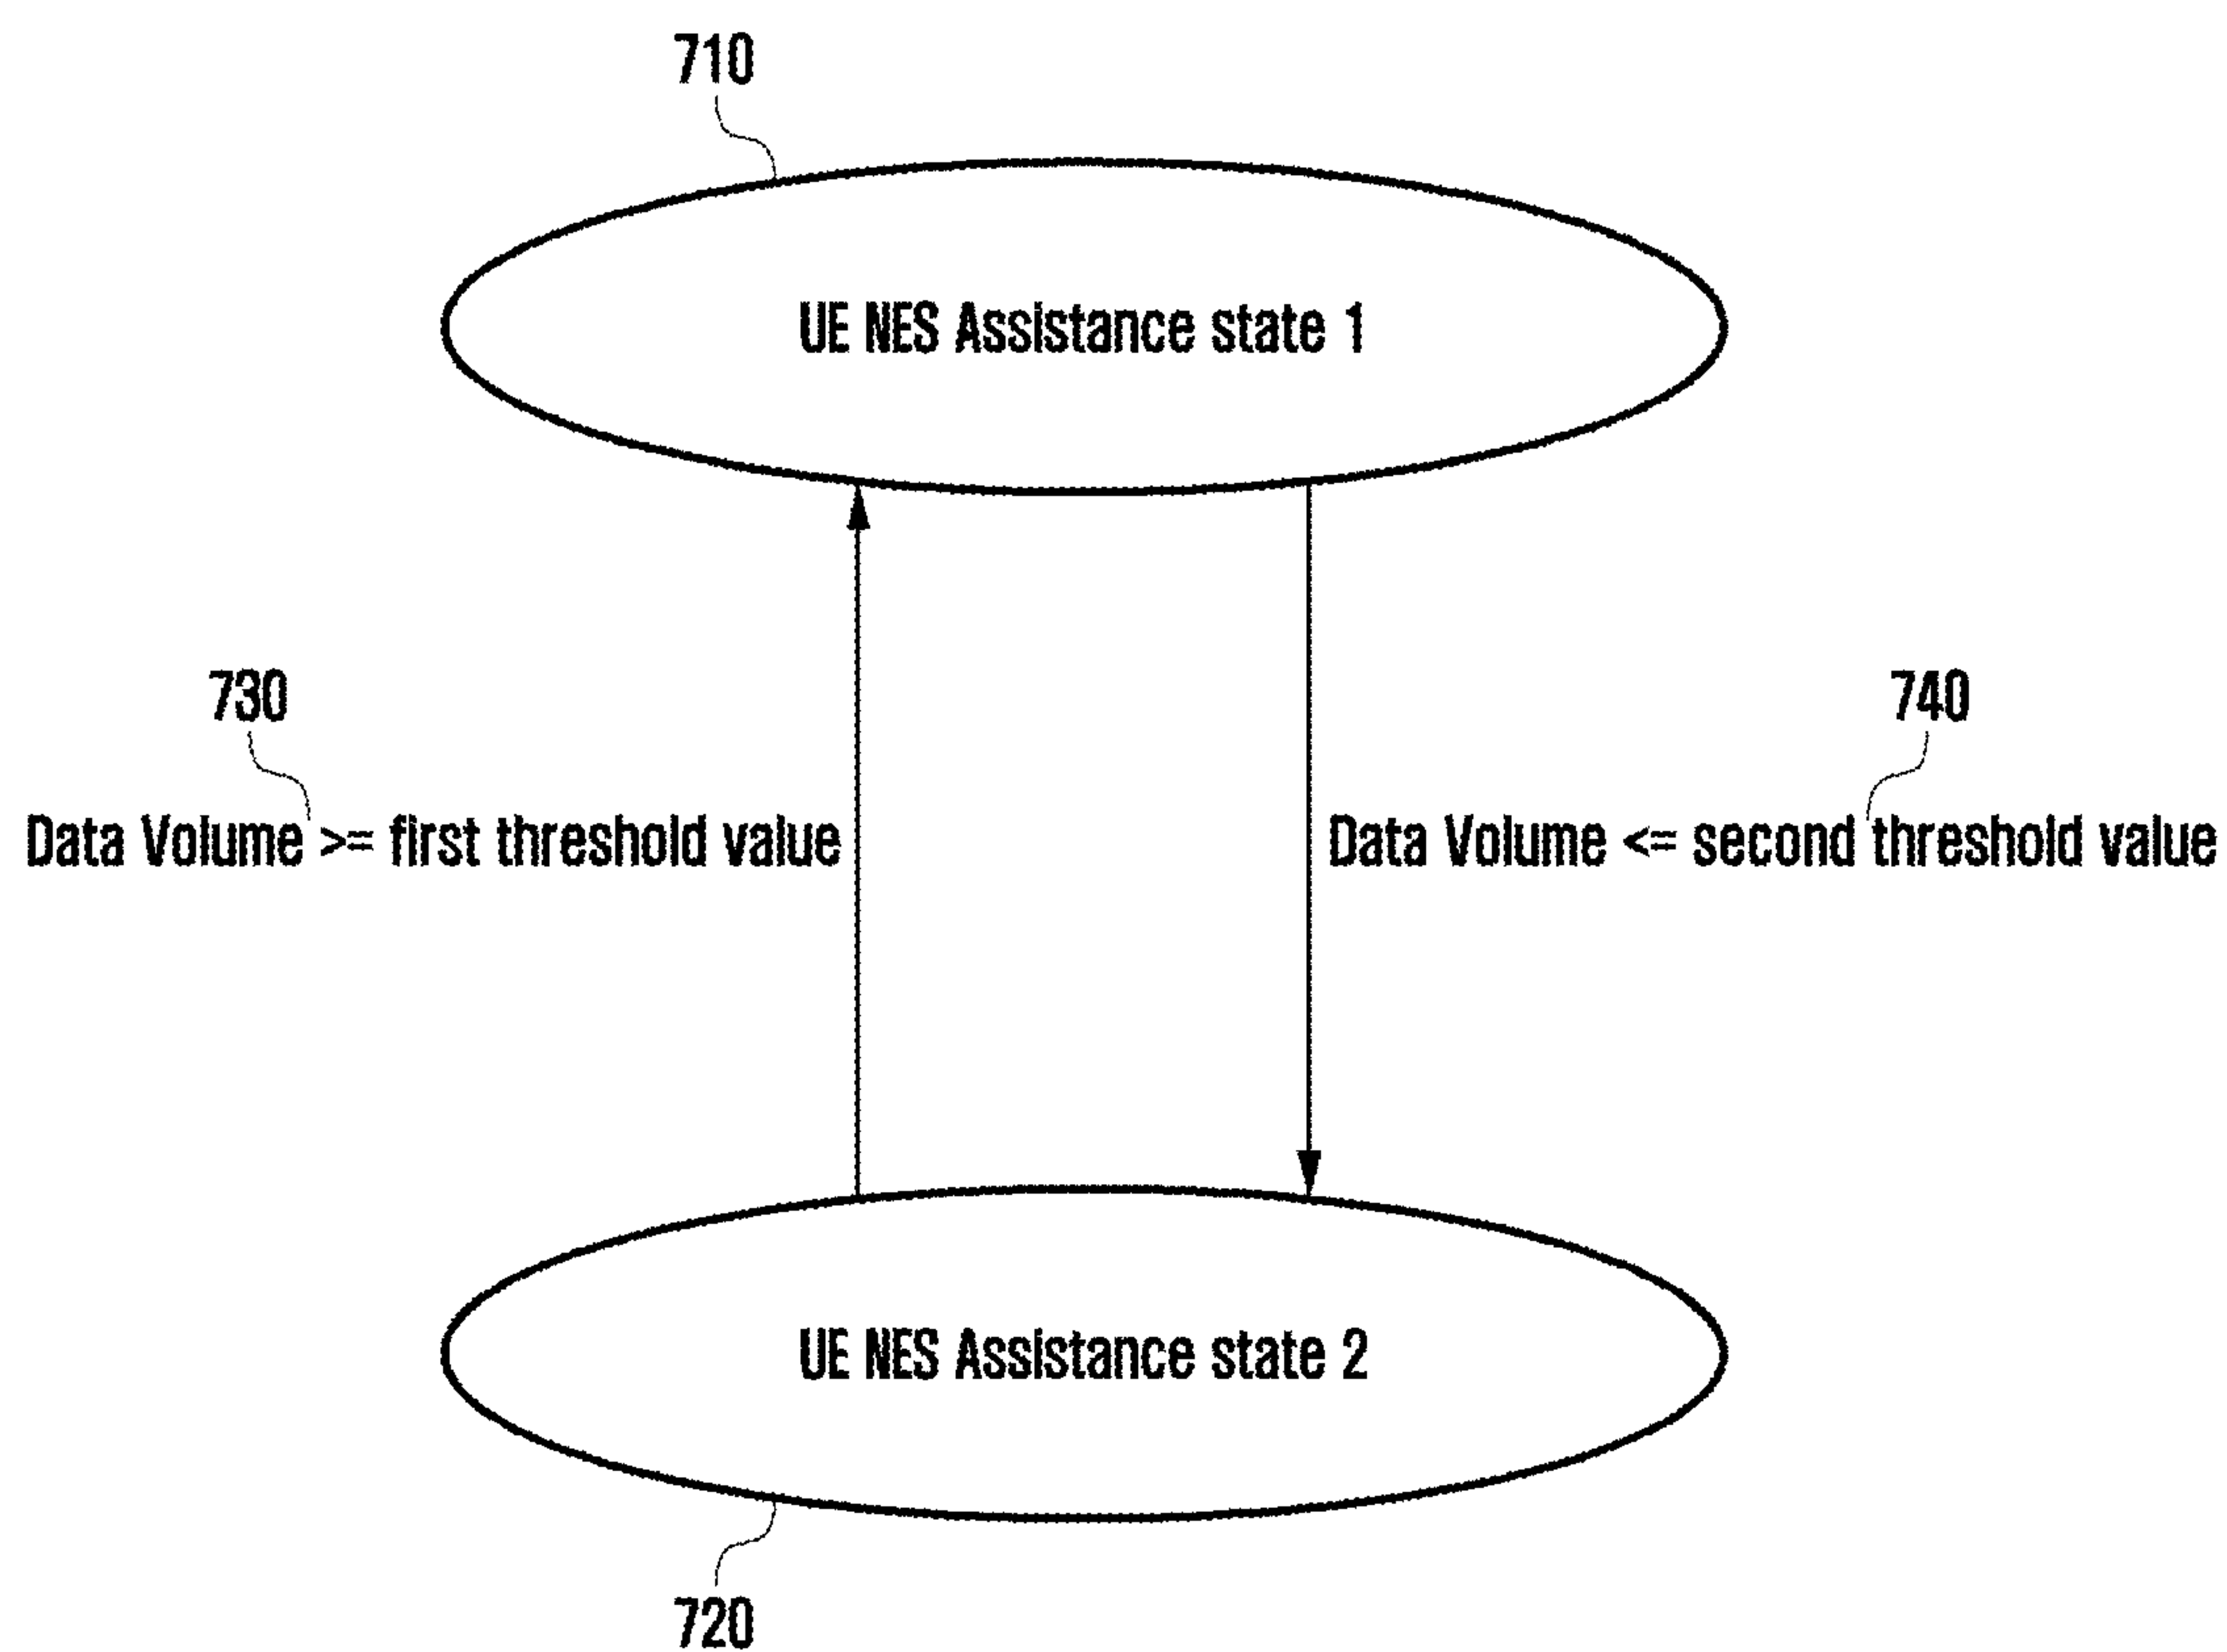 710
UE NES Assistance state 1
730
740
Data Volume >= first threshold value
Data Volume <= second threshold value
UE NES Assistance state 2
720